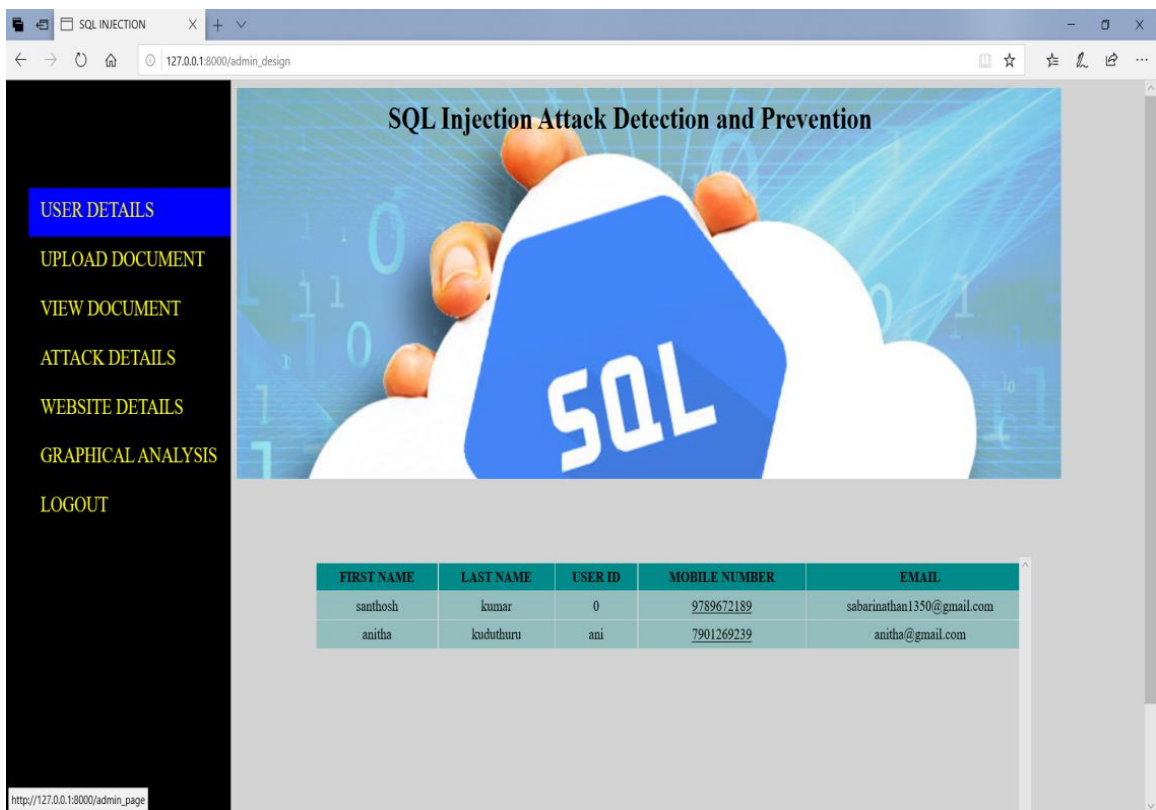 SQL INJECTION
127.0.0.1:8000/admin_design
SQL Injection Attack Detection and Prevention
SQL
USER DETAILS
UPLOAD DOCUMENT
VIEW DOCUMENT
ATTACK DETAILS
WEBSITE DETAILS
GRAPHICAL ANALYSIS
LOGOUT
FIRST NAME LAST NAME USER ID MOBILE NUMBER EMAIL
santhosh kumar 0 9789672189 sabarinathan1350@gmail.com
anitha kuduthuru ani 7901269239 anitha@gmail.com
http://127.0.0.1:8000/admin_page